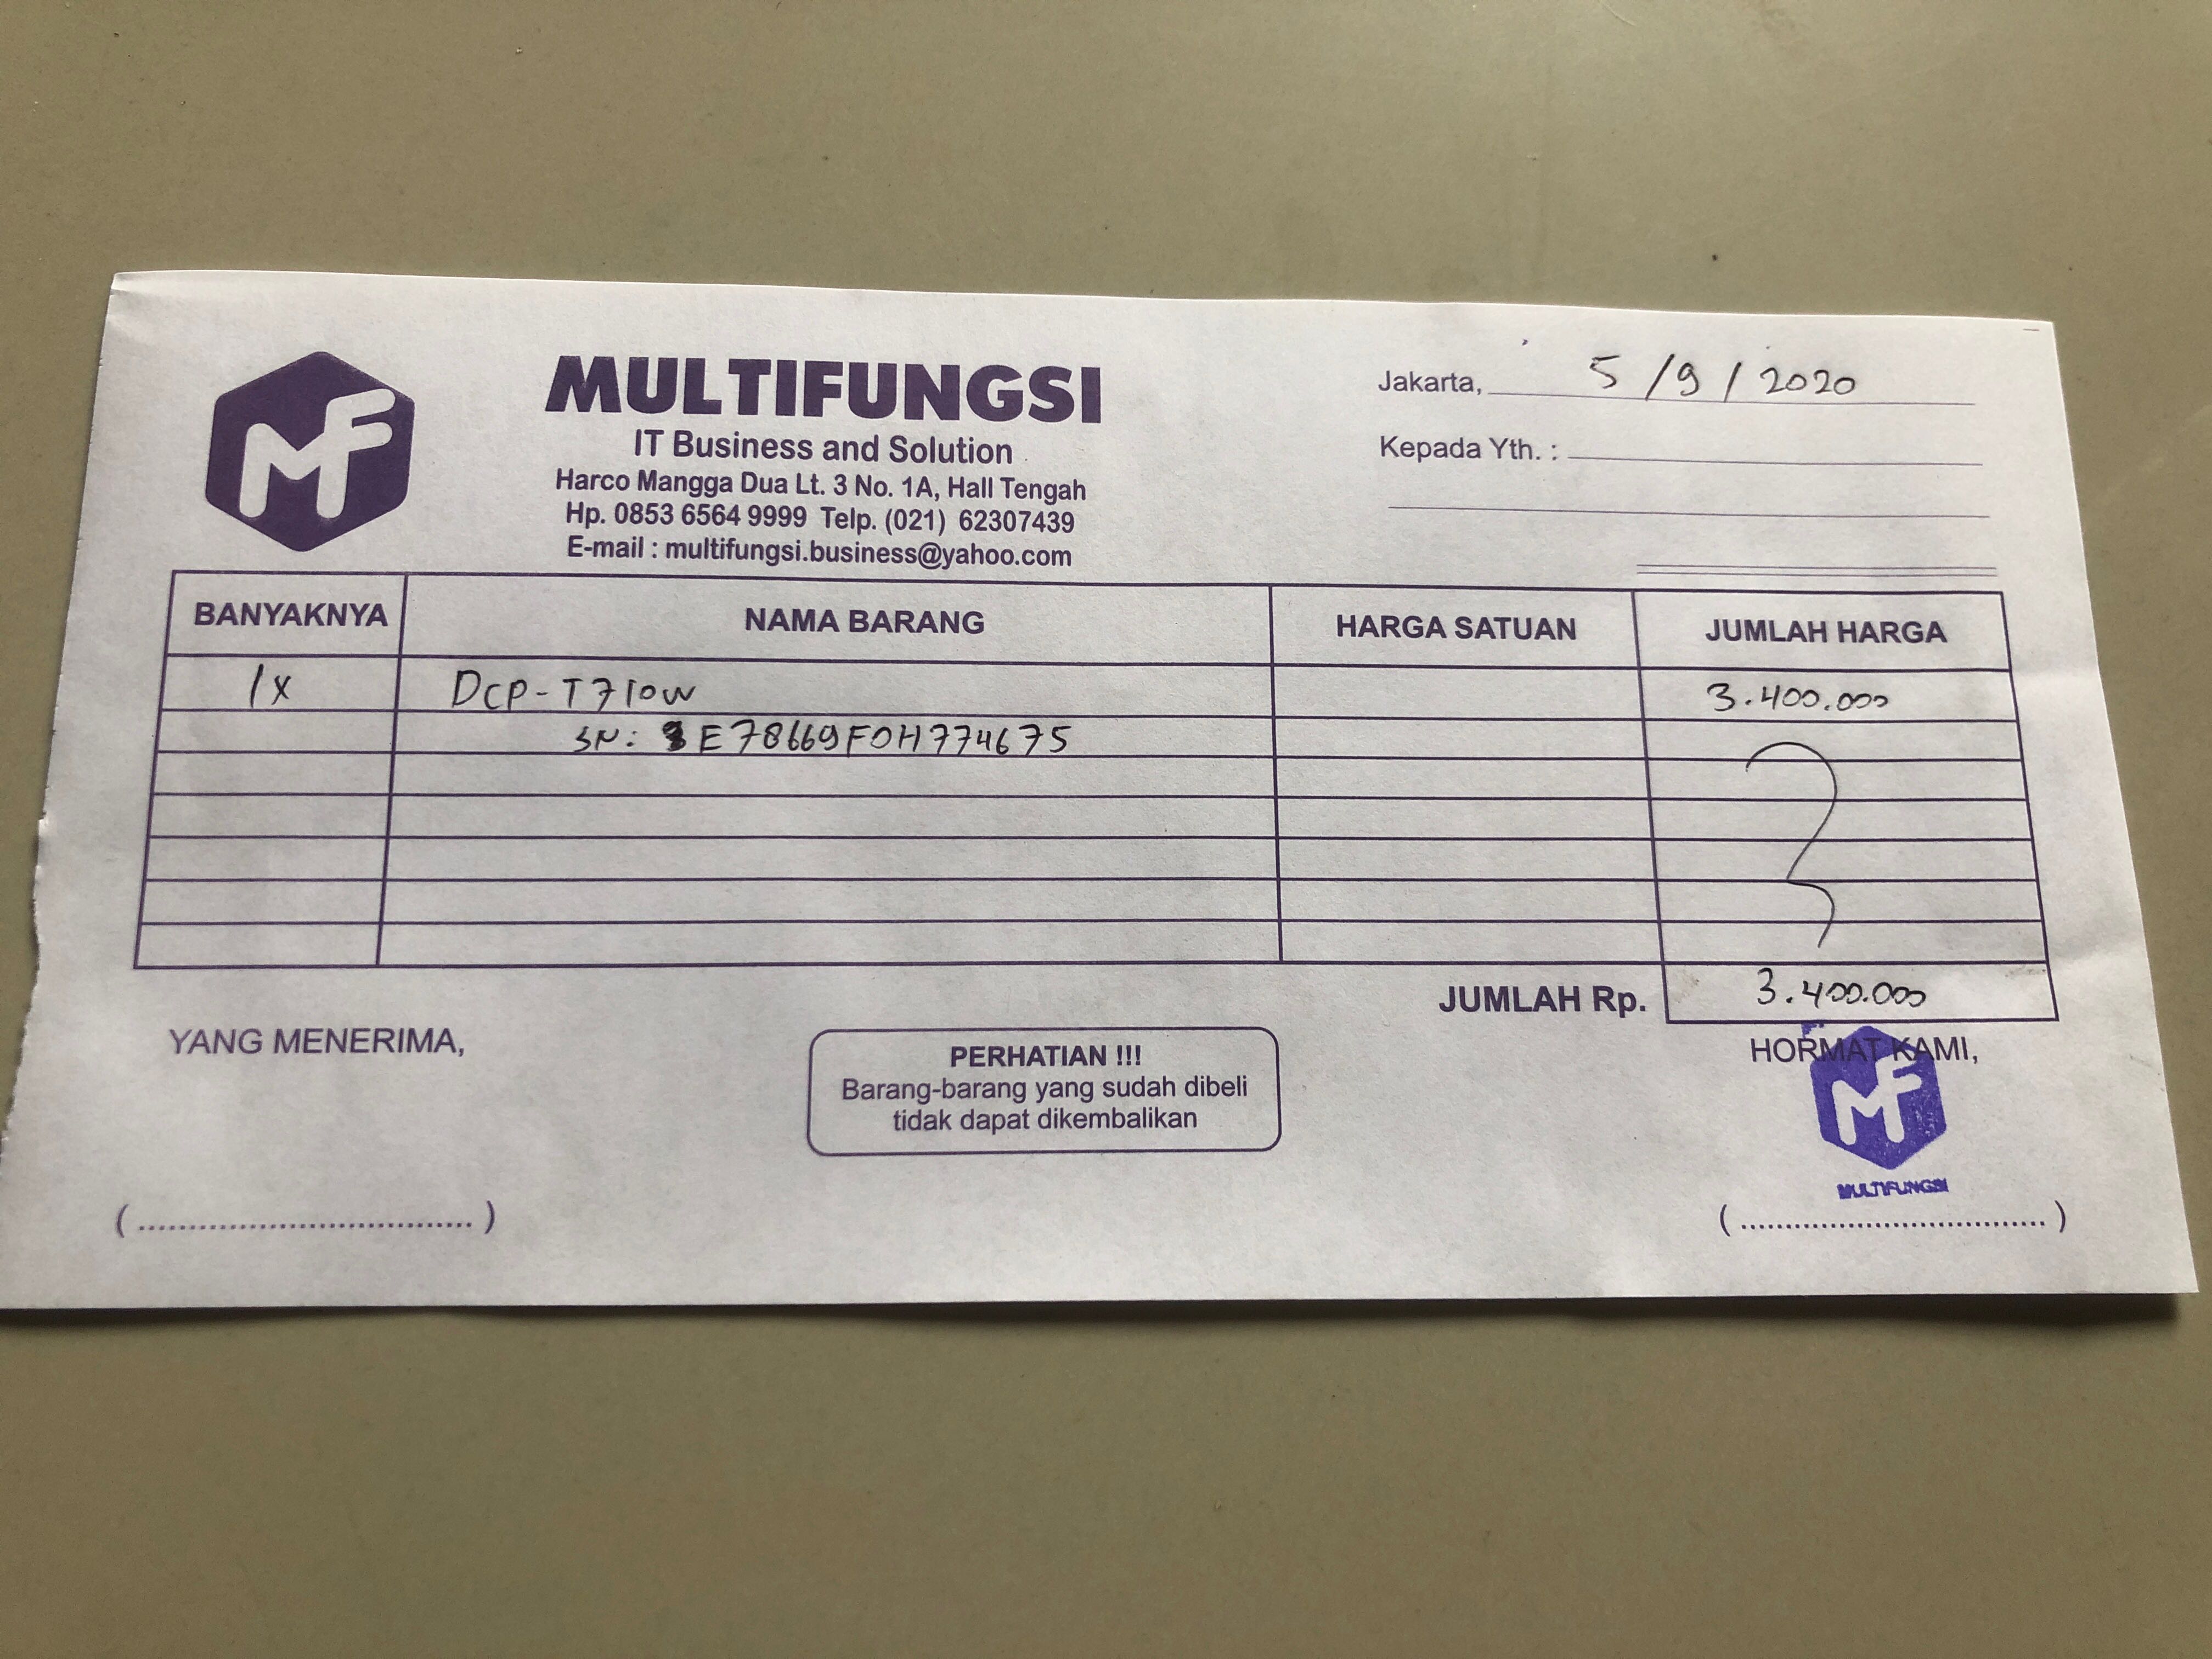 MF
MULTIFUNGSI
IT Business and Solution
Harco Mangga Dua Lt. 3 No. 1A, Hall Tengah
Hp. 0853 6564 9999 Telp. (021) 62307439
E-mail : multifungsi.business@yahoo.com
Jakarta, 5/9/2020
Kepada Yth. :
BANYAKNYA NAMA BARANG HARGA SATUAN JUMLAH HARGA
1x DCP-T710W 3.400.000
SN: E78669F0H774675
JUMLAH Rp. 3.400.000
YANG MENERIMA,
PERHATIAN !!!
Barang-barang yang sudah dibeli
tidak dapat dikembalikan
HORMAT KAMI,
MF
MULTIFUNGSI
(................................) (................................)